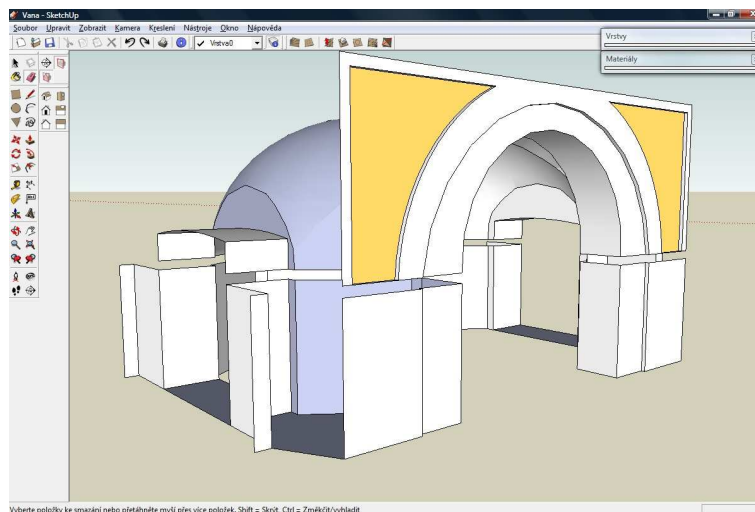 Vana - SketchUp
Soubor Upravit Zobrazit Kamera Kreslení Nástroje Okno Nápověda
Vrstva0
Vrstvy
Materiály
Vyberte položky ke smazání nebo přetáhněte myší přes více položek. Shift = Skrýt, Ctrl = Změkčit/vyhladit